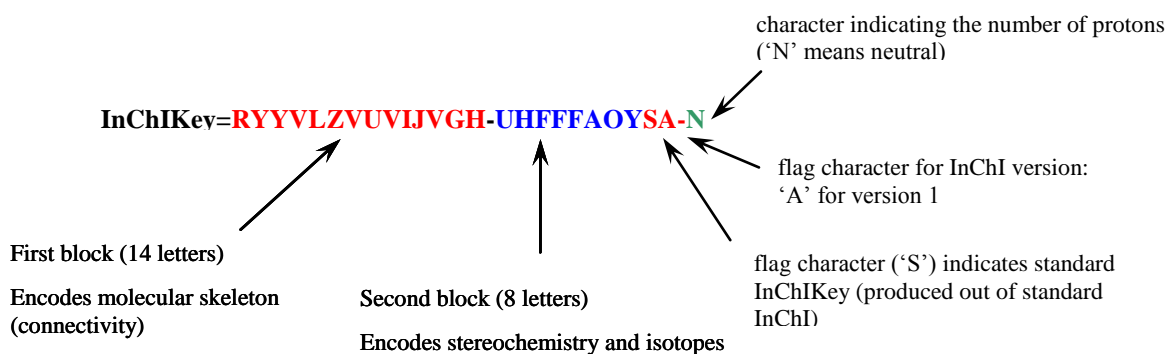 character indicating the number of protons
('N' means neutral)
InChIKey=RYYVLZVUVIJVGH-UHFFFAOYSA-N
flag character for InChI version:
'A' for version 1
First block (14 letters)
Encodes molecular skeleton
(connectivity)
Second block (8 letters)
Encodes stereochemistry and isotopes
flag character ('S') indicates standard
InChIKey (produced out of standard
InChI)